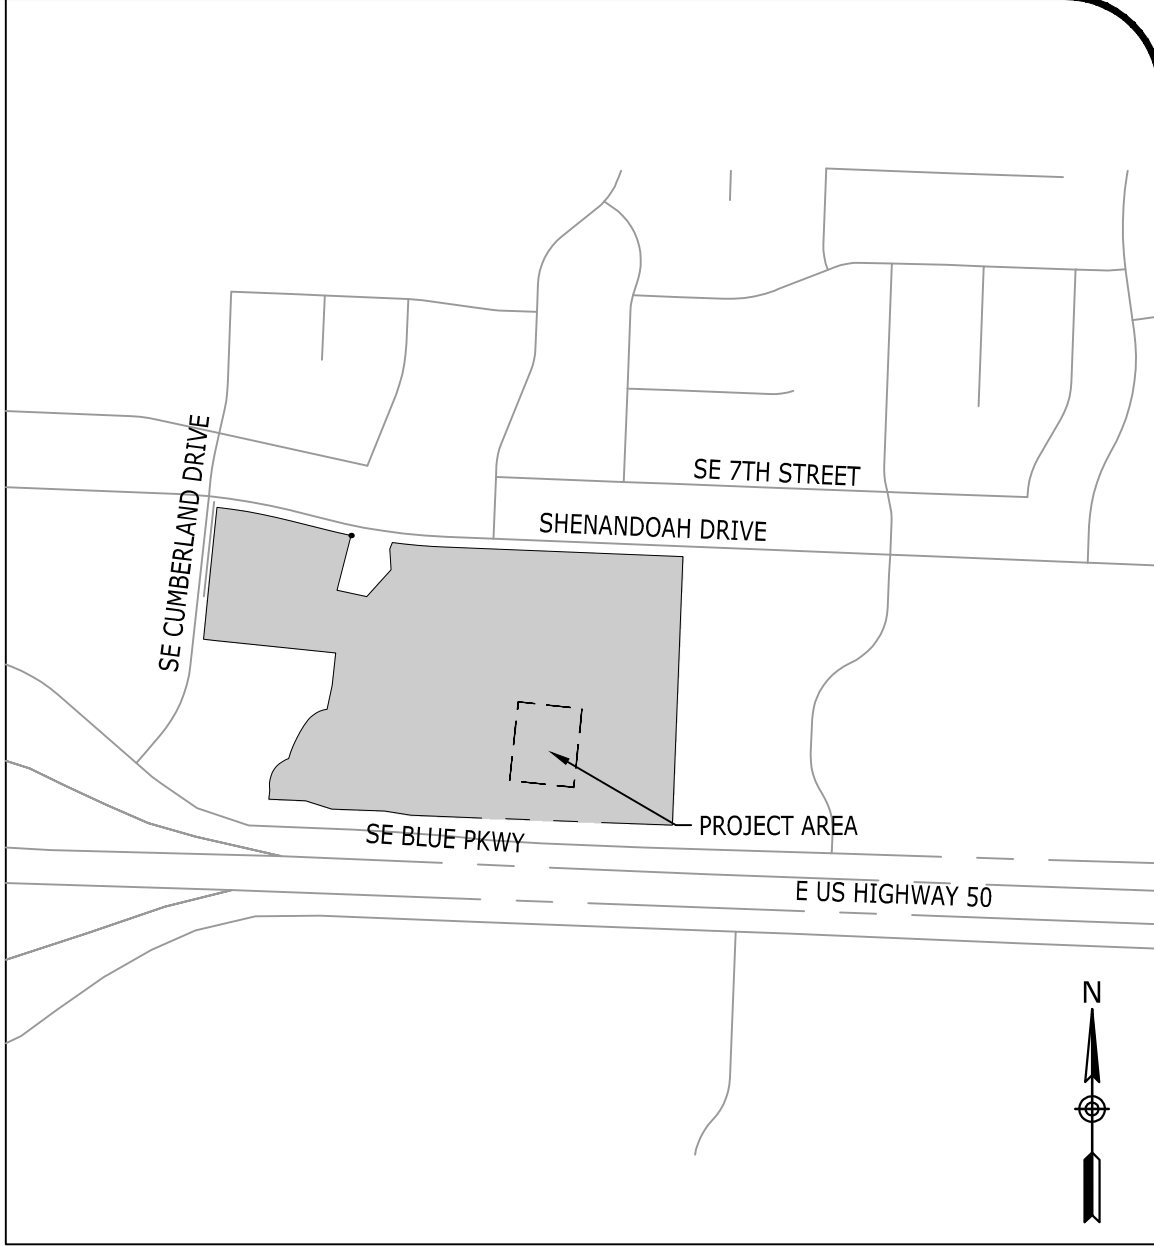 SE 7TH STREET
SHENANDOAH DRIVE
SE CUMBERLAND DRIVE
PROJECT AREA
SE BLUE PKWY
E US HIGHWAY 50
N